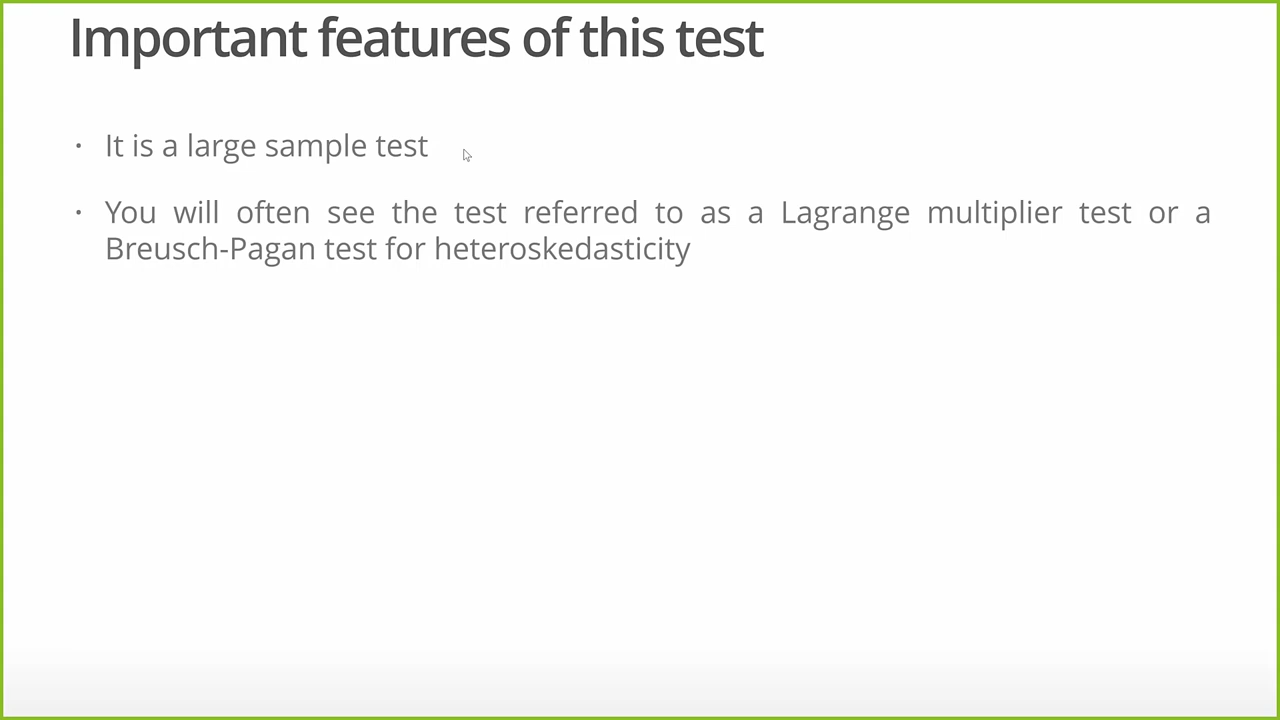 Important features of this test
• It is a large sample test
• You will often see the test referred to as a Lagrange multiplier test or a
Breusch-Pagan test for heteroskedasticity